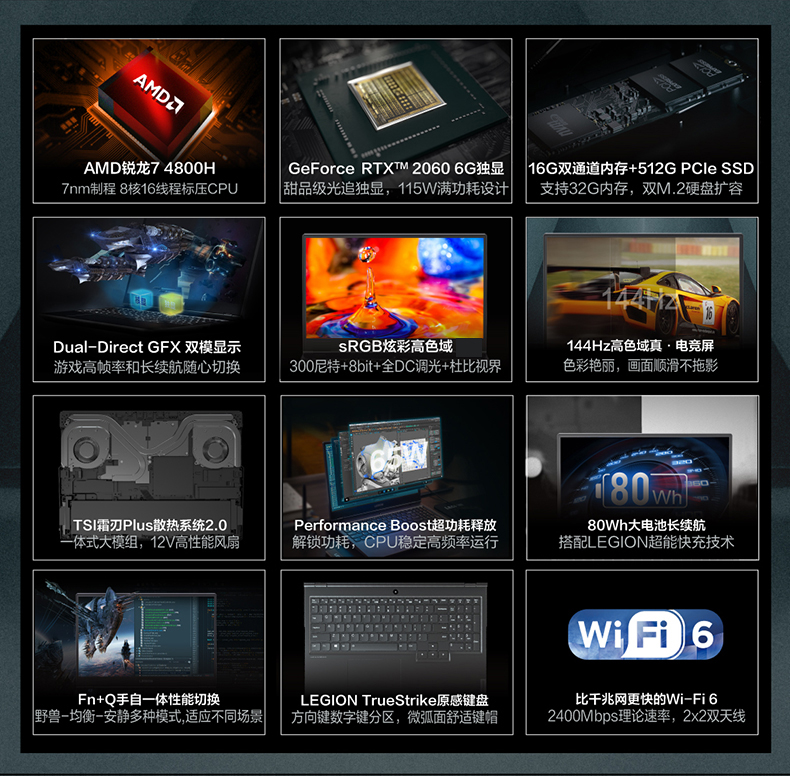 AMD
AMD锐龙7 4800H
7nm制程 8核16线程标压CPU
GeForce RTX™ 2060 6G独显
甜品级光追独显，115W满功耗设计
16G双通道内存+512G PCIe SSD
支持32G内存，双M.2硬盘扩容
Dual-Direct GFX 双模显示
游戏高帧率和长续航随心切换
sRGB炫彩高色域
300尼特+8bit+全DC调光+杜比视界
144Hz
16
144Hz高色域真·电竞屏
色彩艳丽，画面顺滑不拖影
TSI霜刃Plus散热系统2.0
一体式大模组，12V高性能风扇
Performance Boost超功耗释放
解锁功耗，CPU稳定高频率运行
80Wh
80Wh大电池长续航
搭配LEGION超能快充技术
Fn+Q手自一体性能切换
野兽-均衡-安静多种模式,适应不同场景
LEGION TrueStrike原感键盘
方向键数字键分区，微弧面舒适键帽
Wi Fi 6
比千兆网更快的Wi-Fi 6
2400Mbps理论速率，2x2双天线